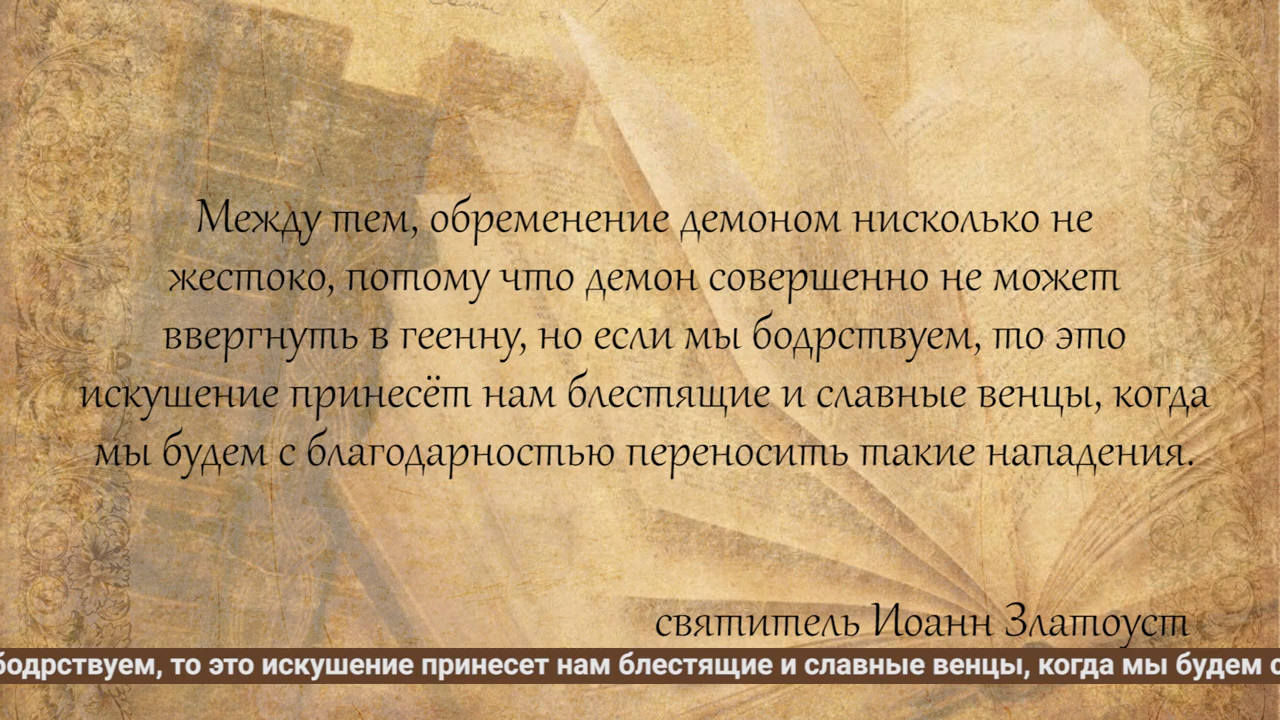 Между тем, обременение демоном нисколько не
жестоко, потому что демон совершенно не может
ввергнуть в геенну, но если мы бодрствуем, то это
искушение принесёт нам блестящие и славные венцы, когда
мы будем с благодарностью переносить такие нападения.
святитель Иоанн Златоуст
бодрствуем, то это искушение принесет нам блестящие и славные венцы, когда мы будем с